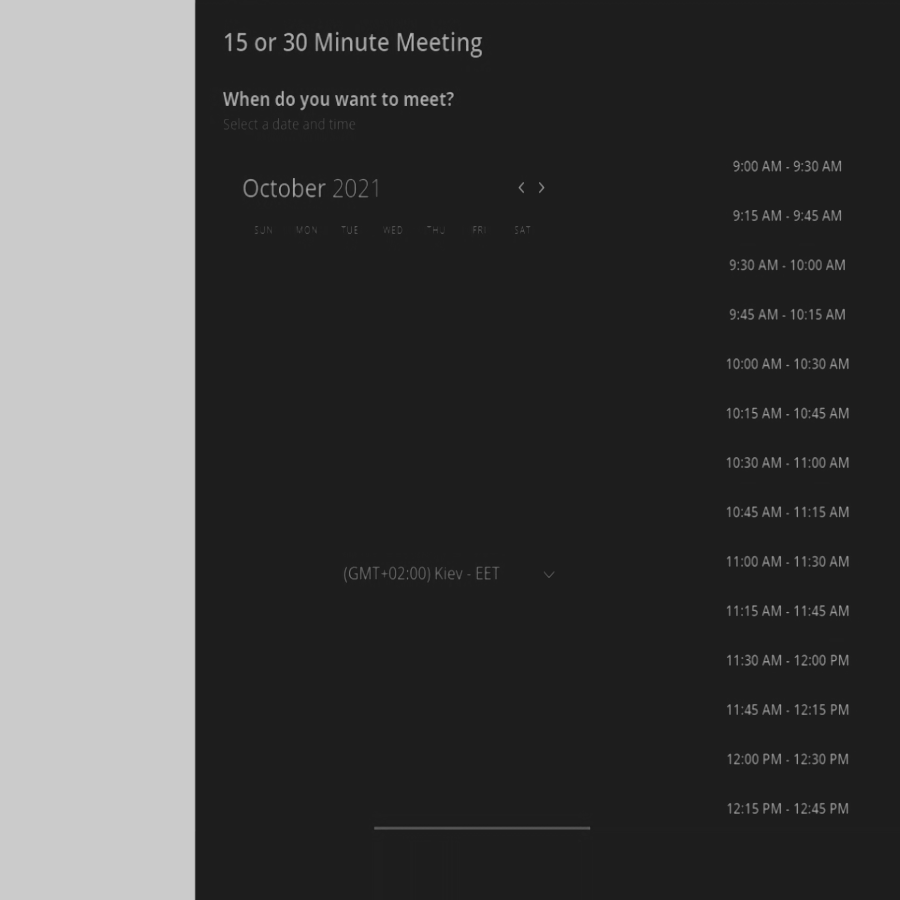 15 or 30 Minute Meeting
When do you want to meet?
Select a date and time
October 2021
SUN MON TUE WED THU FRI SAT
(GMT+02:00) Kiev - EET
9:00 AM - 9:30 AM
9:15 AM - 9:45 AM
9:30 AM - 10:00 AM
9:45 AM - 10:15 AM
10:00 AM - 10:30 AM
10:15 AM - 10:45 AM
10:30 AM - 11:00 AM
10:45 AM - 11:15 AM
11:00 AM - 11:30 AM
11:15 AM - 11:45 AM
11:30 AM - 12:00 PM
11:45 AM - 12:15 PM
12:00 PM - 12:30 PM
12:15 PM - 12:45 PM